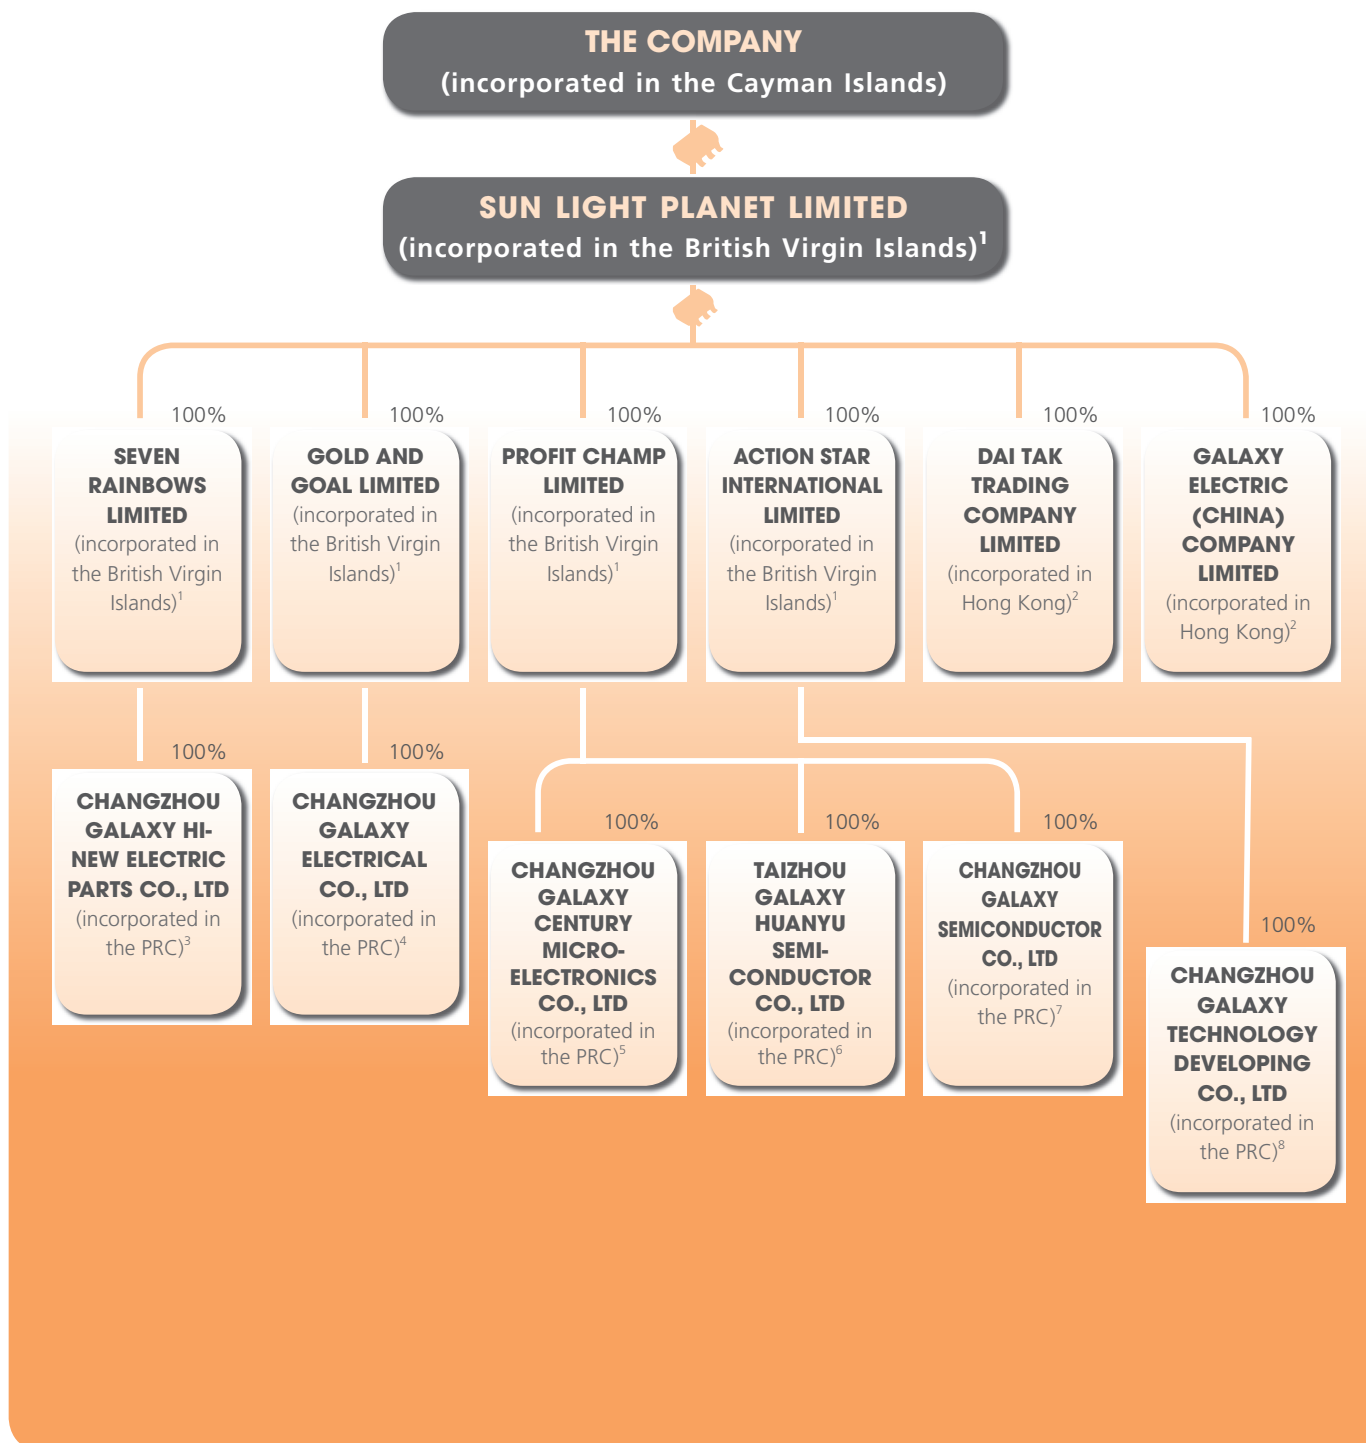 THE COMPANY
(incorporated in the Cayman Islands)
SUN LIGHT PLANET LIMITED
(incorporated in the British Virgin Islands)¹
100%
SEVEN
RAINBOWS
LIMITED
(incorporated in
the British Virgin
Islands)¹
100%
GOLD AND
GOAL LIMITED
(incorporated in
the British Virgin
Islands)¹
100%
PROFIT CHAMP
LIMITED
(incorporated in
the British Virgin
Islands)¹
100%
ACTION STAR
INTERNATIONAL
LIMITED
(incorporated in
the British Virgin
Islands)¹
100%
DAI TAK
TRADING
COMPANY
LIMITED
(incorporated in
Hong Kong)²
100%
GALAXY
ELECTRIC
(CHINA)
COMPANY
LIMITED
(incorporated in
Hong Kong)²
100%
CHANGZHOU
GALAXY HI-
NEW ELECTRIC
PARTS CO., LTD
(incorporated in
the PRC)³
100%
CHANGZHOU
GALAXY
ELECTRICAL
CO., LTD
(incorporated in
the PRC)⁴
100%
CHANGZHOU
GALAXY
CENTURY
MICRO-
ELECTRONICS
CO., LTD
(incorporated in
the PRC)⁵
100%
TAIZHOU
GALAXY
HUANYU
SEMI-
CONDUCTOR
CO., LTD
(incorporated in
the PRC)⁶
100%
CHANGZHOU
GALAXY
SEMICONDUCTOR
CO., LTD
(incorporated in
the PRC)⁷
100%
CHANGZHOU
GALAXY
TECHNOLOGY
DEVELOPING
CO., LTD
(incorporated in
the PRC)⁸